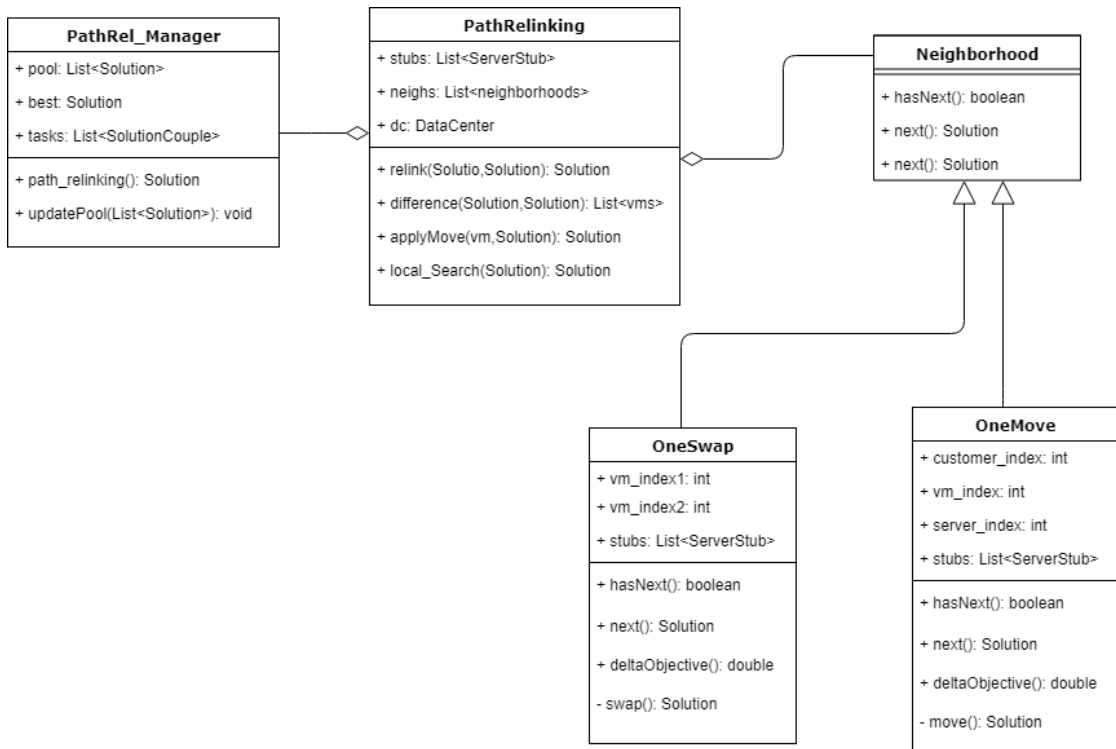 PathRel_Manager
+ pool: List<Solution>
+ best: Solution
+ tasks: List<SolutionCouple>
+ path_relinking(): Solution
+ updatePool(List<Solution>): void
PathRelinking
+ stubs: List<ServerStub>
+ neighs: List<neighborhoods>
+ dc: DataCenter
+ relink(Solutio,Solution): Solution
+ difference(Solution,Solution): List<vms>
+ applyMove(vm,Solution): Solution
+ local_Search(Solution): Solution
Neighborhood
+ hasNext(): boolean
+ next(): Solution
+ next(): Solution
OneSwap
+ vm_index1: int
+ vm_index2: int
+ stubs: List<ServerStub>
+ hasNext(): boolean
+ next(): Solution
+ deltaObjective(): double
- swap(): Solution
OneMove
+ customer_index: int
+ vm_index: int
+ server_index: int
+ stubs: List<ServerStub>
+ hasNext(): boolean
+ next(): Solution
+ deltaObjective(): double
- move(): Solution